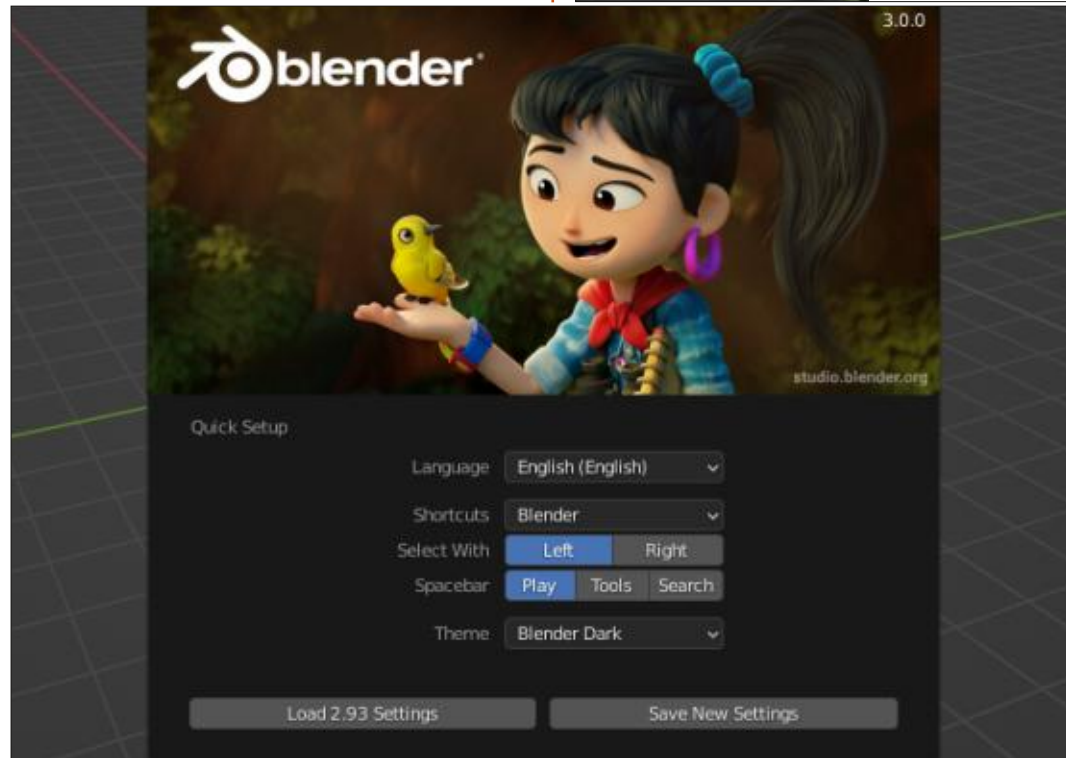 3.0.0
blender
studio.blender.org
Quick Setup
Language English (English)
Shortcuts Blender
Select With Left Right
Spacebar Play Tools Search
Theme Blender Dark
Load 2.93 Settings Save New Settings